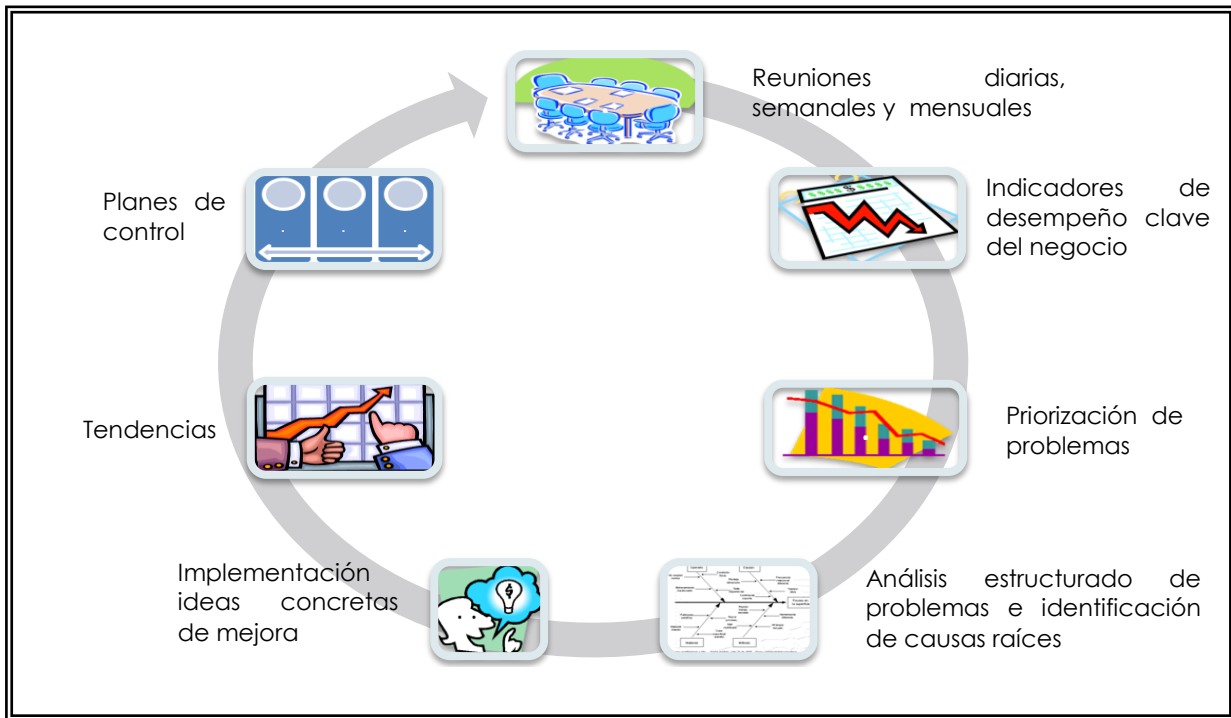 Reuniones diarias,
semanales y mensuales
Indicadores de
desempeño clave
del negocio
Priorización de
problemas
Análisis estructurado de
problemas e identificación
de causas raíces
Implementación
ideas concretas
de mejora
Tendencias
Planes de
control